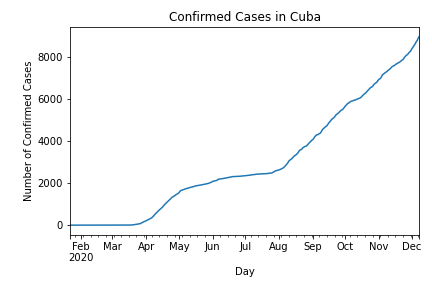 Confirmed Cases in Cuba
Number of Confirmed Cases
8000
6000
4000
2000
0
Feb Mar Apr May Jun Jul Aug Sep Oct Nov Dec
2020
Day